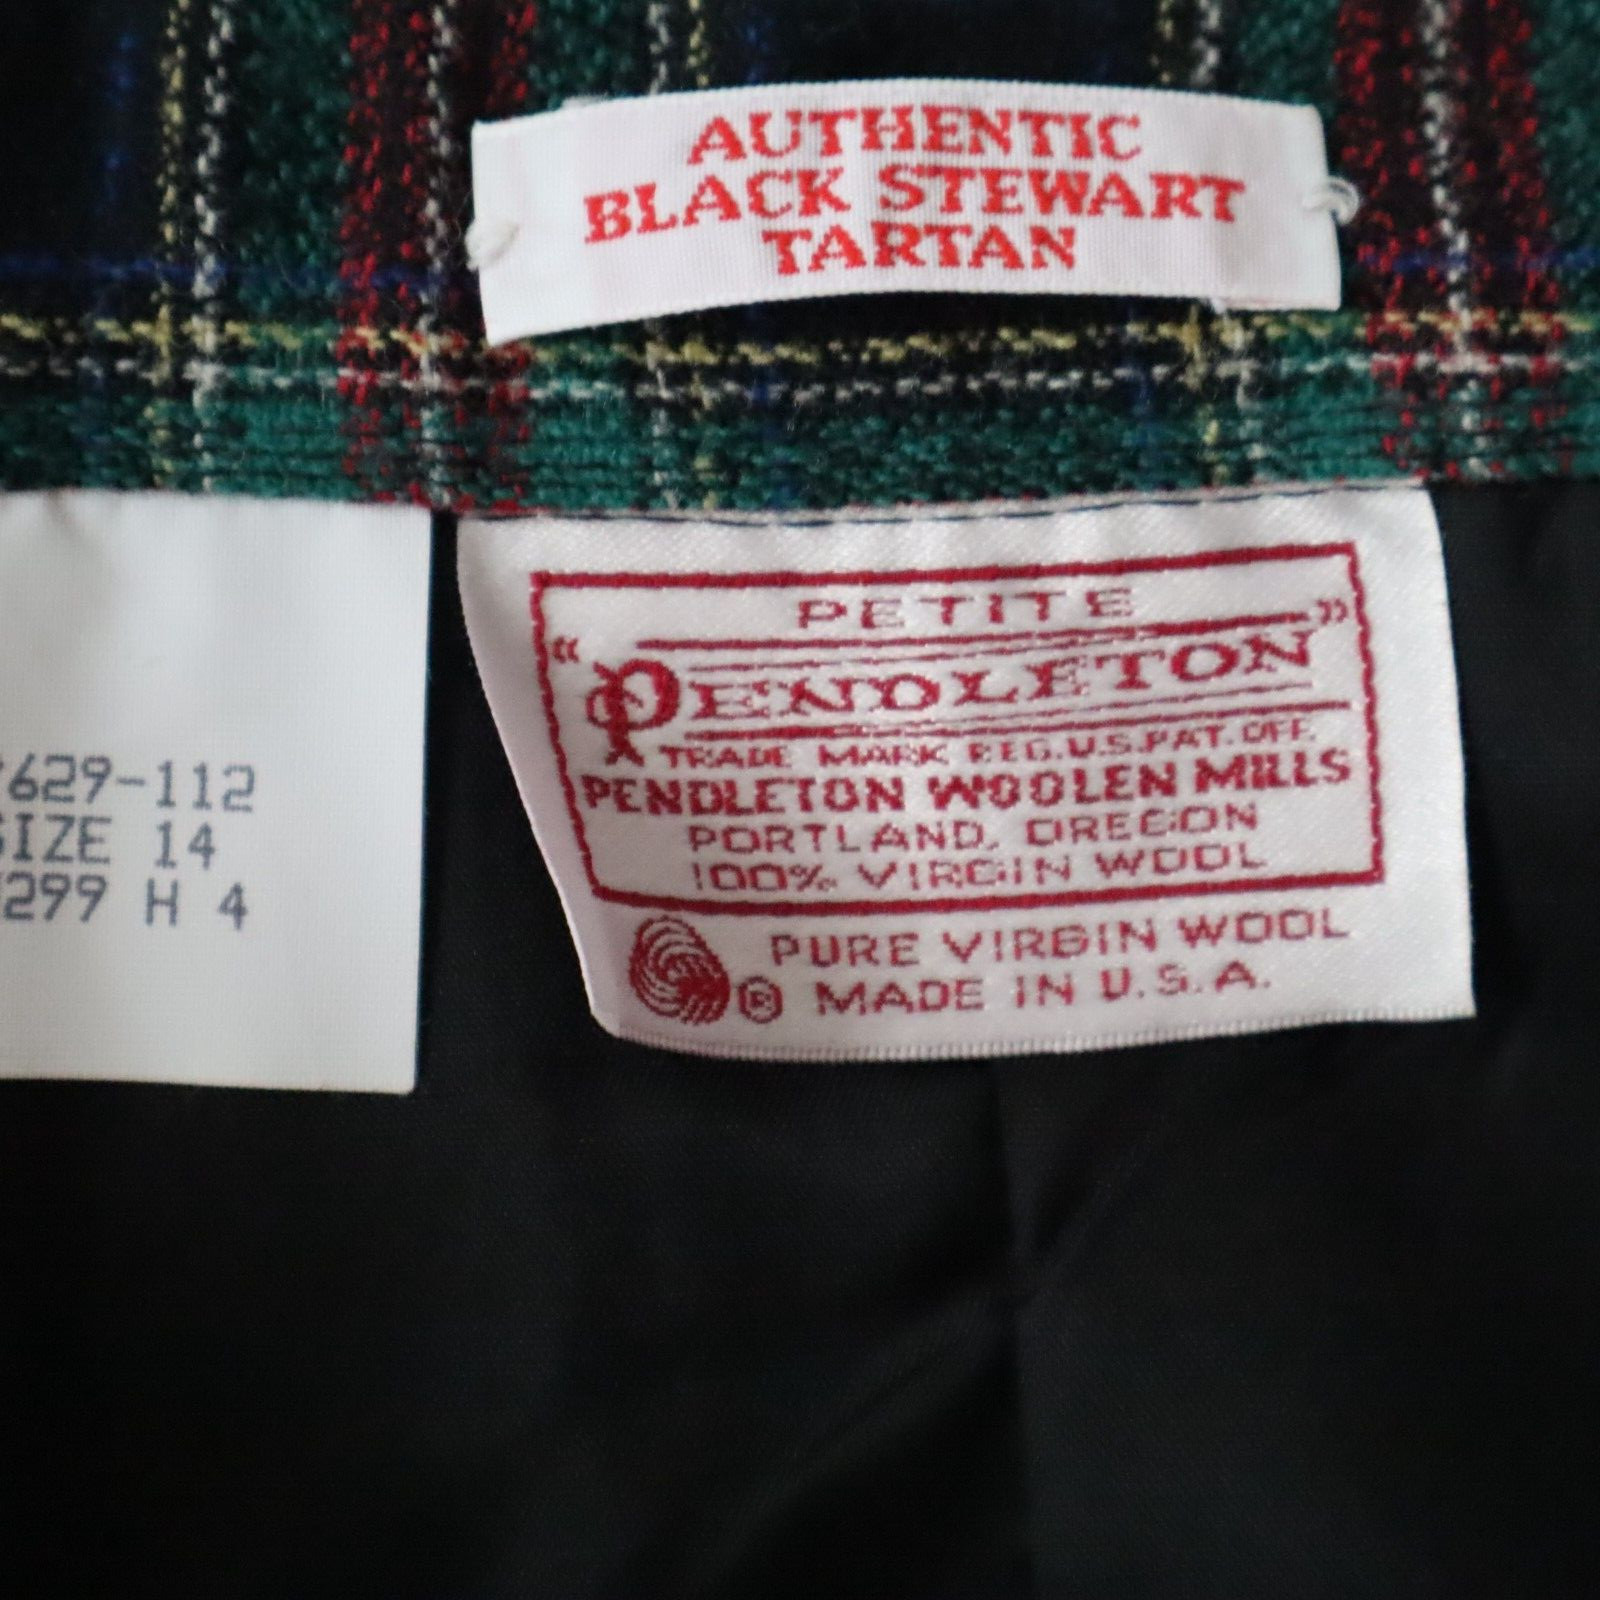 AUTHENTIC
BLACK STEWART
TARTAN
629-112
SIZE 14
299 H 4
PETITE
"PENDLETON"
TRADE MARK REG.U.S.PAT.OFF.
PENDLETON WOOLEN MILLS
PORTLAND, OREGON
100% VIRGIN WOOL
PURE VIRGIN WOOL
® MADE IN U.S.A.